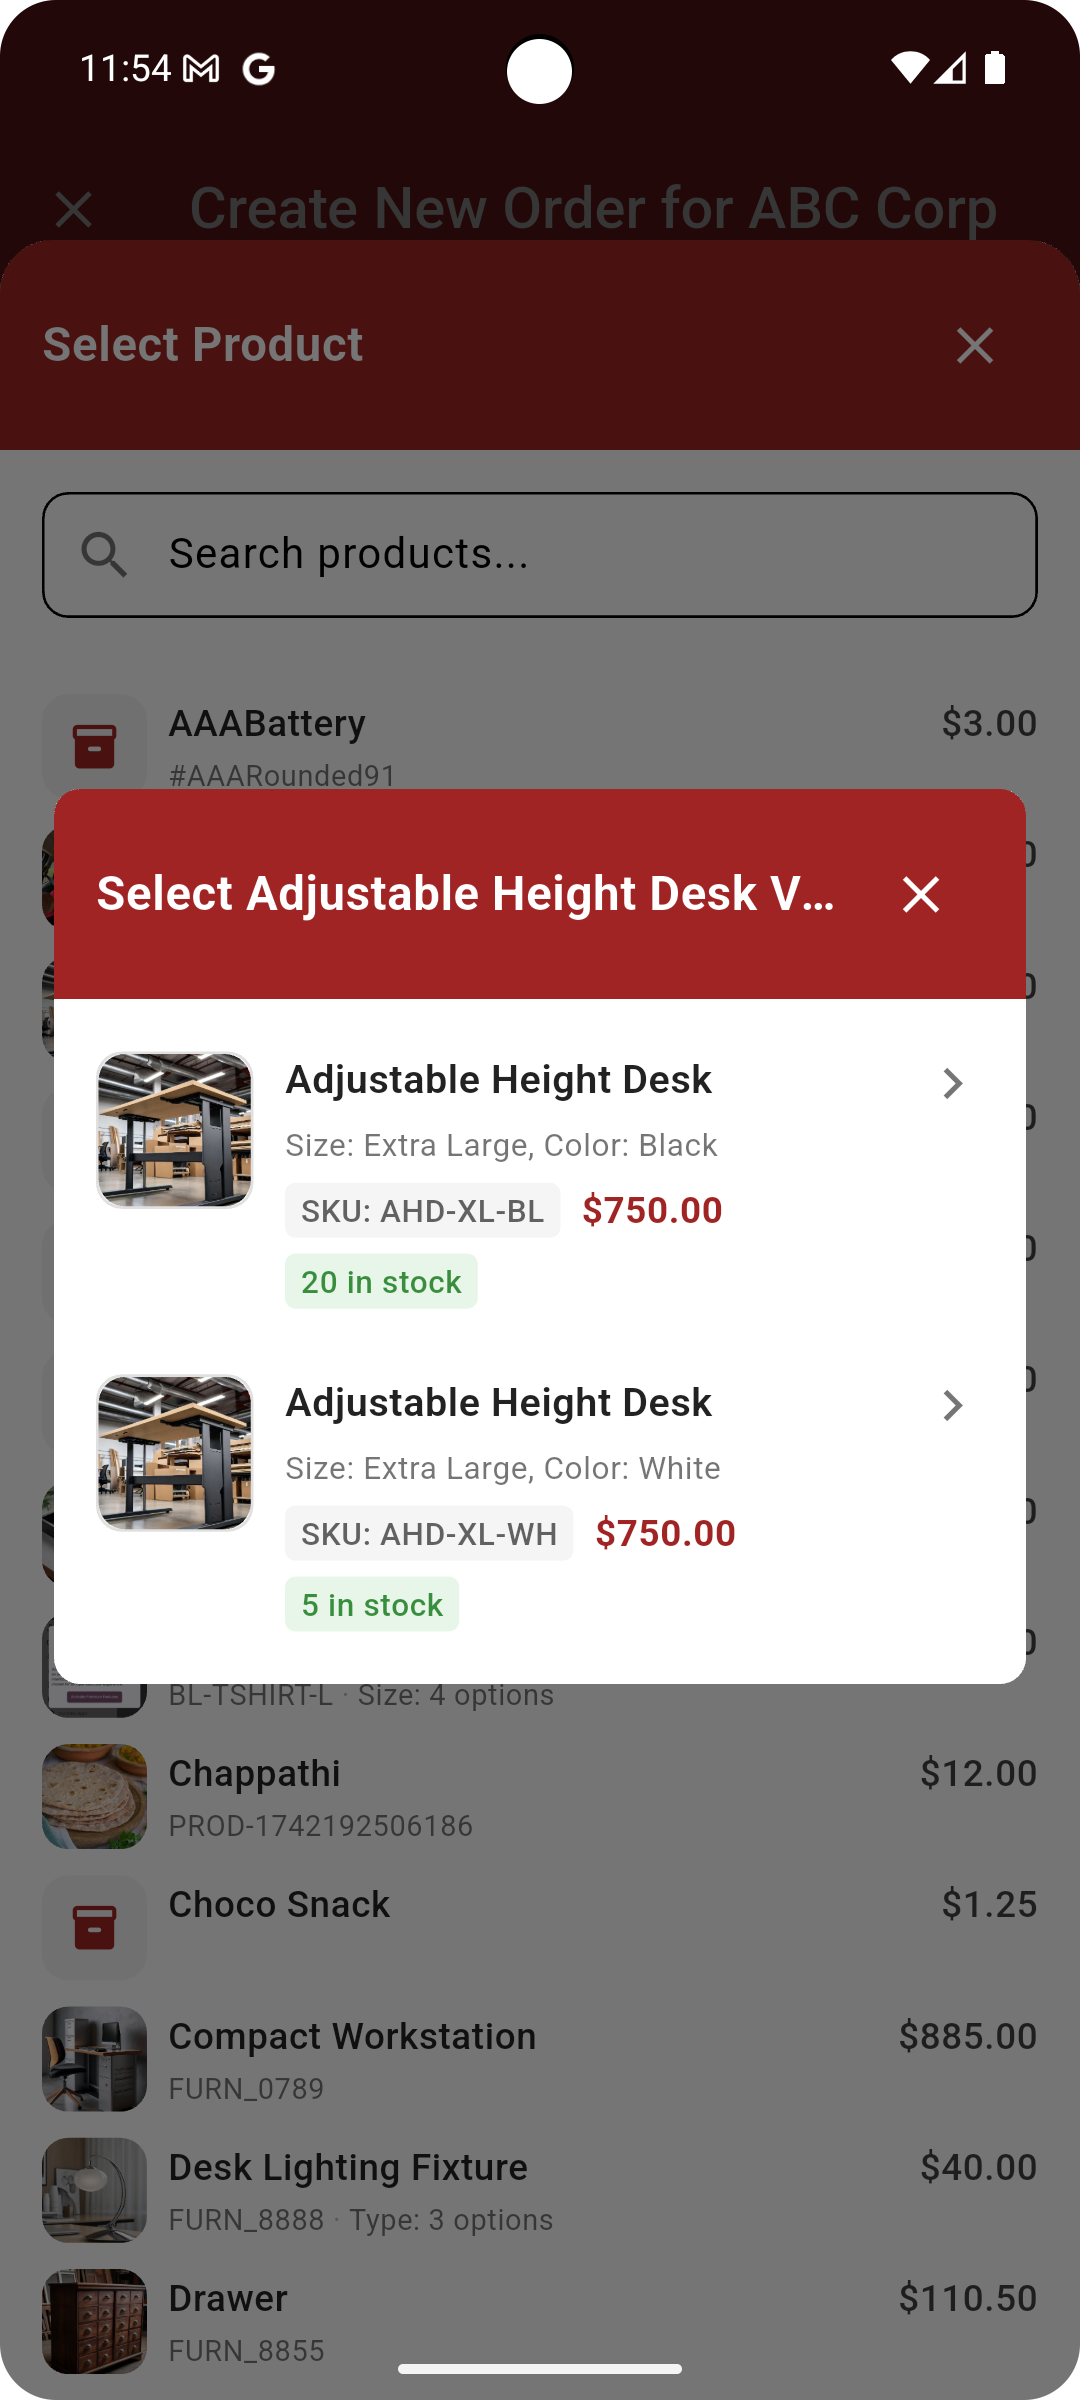 11:54
Create New Order for ABC Corp
Select Product
Search products...
AAABattery
$3.00
#AAARounded91
Select Adjustable Height Desk V...
Adjustable Height Desk
Size: Extra Large, Color: Black
SKU: AHD-XL-BL
$750.00
20 in stock
Adjustable Height Desk
Size: Extra Large, Color: White
SKU: AHD-XL-WH
$750.00
5 in stock
BL-TSHIRT-L · Size: 4 options
Chappathi
$12.00
PROD-1742192506186
Choco Snack
$1.25
Compact Workstation
$885.00
FURN_0789
Desk Lighting Fixture
$40.00
FURN_8888 · Type: 3 options
Drawer
$110.50
FURN_8855